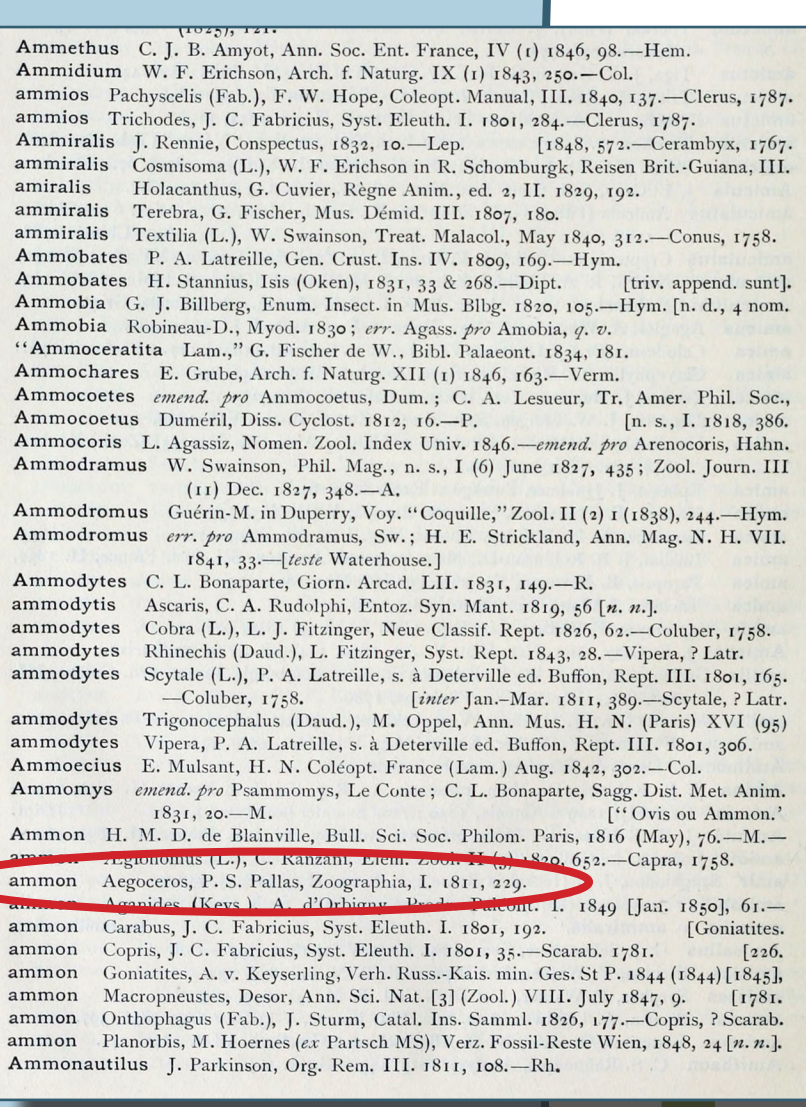 (1825), 121.
Ammethus C. J. B. Amyot, Ann. Soc. Ent. France, IV (1) 1846, 98.—Hem.
Ammidium W. F. Erichson, Arch. f. Naturg. IX (1) 1843, 250.—Col.
ammios Pachyscelis (Fab.), F. W. Hope, Coleopt. Manual, III. 1840, 137.—Clerus, 1787.
ammios Trichodes, J. C. Fabricius, Syst. Eleuth. I. 1801, 284.—Clerus, 1787.
Ammiralis J. Rennie, Conspectus, 1832, 10.—Lep. [1848, 572.—Cerambyx, 1767.
ammiralis Cosmisoma (L.), W. F. Erichson in R. Schomburgk, Reisen Brit.-Guiana, III.
amiralis Holacanthus, G. Cuvier, Règne Anim., ed. 2, II. 1829, 192.
ammiralis Terebra, G. Fischer, Mus. Démid. III. 1807, 180.
ammiralis Textilia (L.), W. Swainson, Treat. Malacol., May 1840, 312.—Conus, 1758.
Ammobates P. A. Latreille, Gen. Crust. Ins. IV. 1809, 169.—Hym.
Ammobates H. Stannius, Isis (Oken), 1831, 33 & 268.—Dipt. [triv. append. sunt].
Ammobia G. J. Billberg, Enum. Insect. in Mus. Blbg. 1820, 105.—Hym. [n. d., 4 nom.
Ammobia Robineau-D., Myod. 1830; err. Agass. pro Amobia, q. v.
“Ammoceratita Lam.,” G. Fischer de W., Bibl. Palaeont. 1834, 181.
Ammochares E. Grube, Arch. f. Naturg. XII (1) 1846, 163.—Verm.
Ammocoetes emend. pro Ammocoetus, Dum.; C. A. Lesueur, Tr. Amer. Phil. Soc.,
Ammocoetus Duméril, Diss. Cyclost. 1812, 16.—P. [n. s., I. 1818, 386.
Ammocoris L. Agassiz, Nomen. Zool. Index Univ. 1846.—emend. pro Arenocoris, Hahn.
Ammodramus W. Swainson, Phil. Mag., n. s., I (6) June 1827, 435; Zool. Journ. III
(11) Dec. 1827, 348.—A.
Ammodromus Guérin-M. in Duperry, Voy. “Coquille,” Zool. II (2) 1 (1838), 244.—Hym.
Ammodromus err. pro Ammodramus, Sw.; H. E. Strickland, Ann. Mag. N. H. VII.
1841, 33.—[teste Waterhouse.]
Ammodytes C. L. Bonaparte, Giorn. Arcad. LII. 1831, 149.—R.
ammodytis Ascaris, C. A. Rudolphi, Entoz. Syn. Mant. 1819, 56 [n. n.].
ammodytes Cobra (L.), L. J. Fitzinger, Neue Classif. Rept. 1826, 62.—Coluber, 1758.
ammodytes Rhinechis (Daud.), L. Fitzinger, Syst. Rept. 1843, 28.—Vipera, ? Latr.
ammodytes Scytale (L.), P. A. Latreille, s. à Deterville ed. Buffon, Rept. III. 1801, 165.
—Coluber, 1758. [inter Jan.–Mar. 1811, 389.—Scytale, ? Latr.
ammodytes Trigonocephalus (Daud.), M. Oppel, Ann. Mus. H. N. (Paris) XVI (95)
ammodytes Vipera, P. A. Latreille, s. à Deterville ed. Buffon, Rept. III. 1801, 306.
Ammoecius E. Mulsant, H. N. Coléopt. France (Lam.) Aug. 1842, 302.—Col.
Ammomys emend. pro Psammomys, Le Conte; C. L. Bonaparte, Sagg. Dist. Met. Anim.
1831, 20.—M. [“Ovis ou Ammon.’
Ammon H. M. D. de Blainville, Bull. Sci. Soc. Philom. Paris, 1816 (May), 76.—M.—
ammon Aegionomus (L.), C. Ranzani, Elem. Zool. II (3) 1820, 652.—Capra, 1758.
ammon Aegoceros, P. S. Pallas, Zoographia, I. 1811, 229.
ammon Aganides (Keys.), A. d'Orbigny, Prodr. Paléont. I. 1849 [Jan. 1850], 61.—
ammon Carabus, J. C. Fabricius, Syst. Eleuth. I. 1801, 192. [Goniatites.
ammon Copris, J. C. Fabricius, Syst. Eleuth. I. 1801, 35.—Scarab. 1781. [226.
ammon Goniatites, A. v. Keyserling, Verh. Russ.-Kais. min. Ges. St P. 1844 (1844) [1845],
ammon Macropneustes, Desor, Ann. Sci. Nat. [3] (Zool.) VIII. July 1847, 9. [1781.
ammon Onthophagus (Fab.), J. Sturm, Catal. Ins. Samml. 1826, 177.—Copris, ? Scarab.
ammon Planorbis, M. Hoernes (ex Partsch MS), Verz. Fossil-Reste Wien, 1848, 24 [n. n.].
Ammonautilus J. Parkinson, Org. Rem. III. 1811, 108.—Rh.